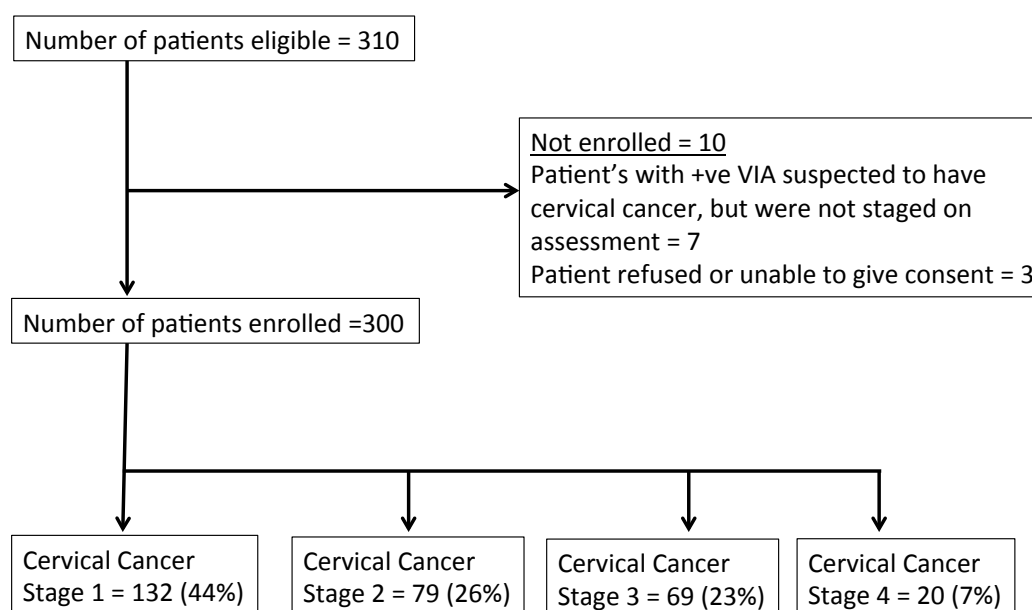 Number of patients eligible = 310
Not enrolled = 10
Patient's with +ve VIA suspected to have
cervical cancer, but were not staged on
assessment = 7
Patient refused or unable to give consent = 3
Number of patients enrolled =300
Cervical Cancer
Stage 1 = 132 (44%)
Cervical Cancer
Stage 2 = 79 (26%)
Cervical Cancer
Stage 3 = 69 (23%)
Cervical Cancer
Stage 4 = 20 (7%)